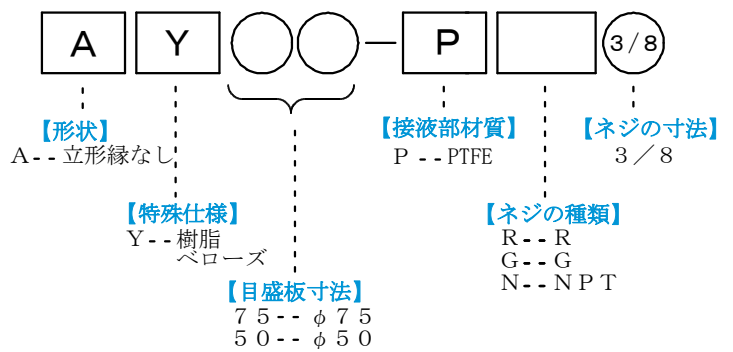 A Y ○○－P 3/8
【形状】
A--立形縁なし
【特殊仕様】
Y--樹脂
ベローズ
【目盛板寸法】
７５--φ７５
５０--φ５０
【接液部材質】
P--PTFE
【ネジの種類】
R--R
G--G
N--NPT
【ネジの寸法】
３／８